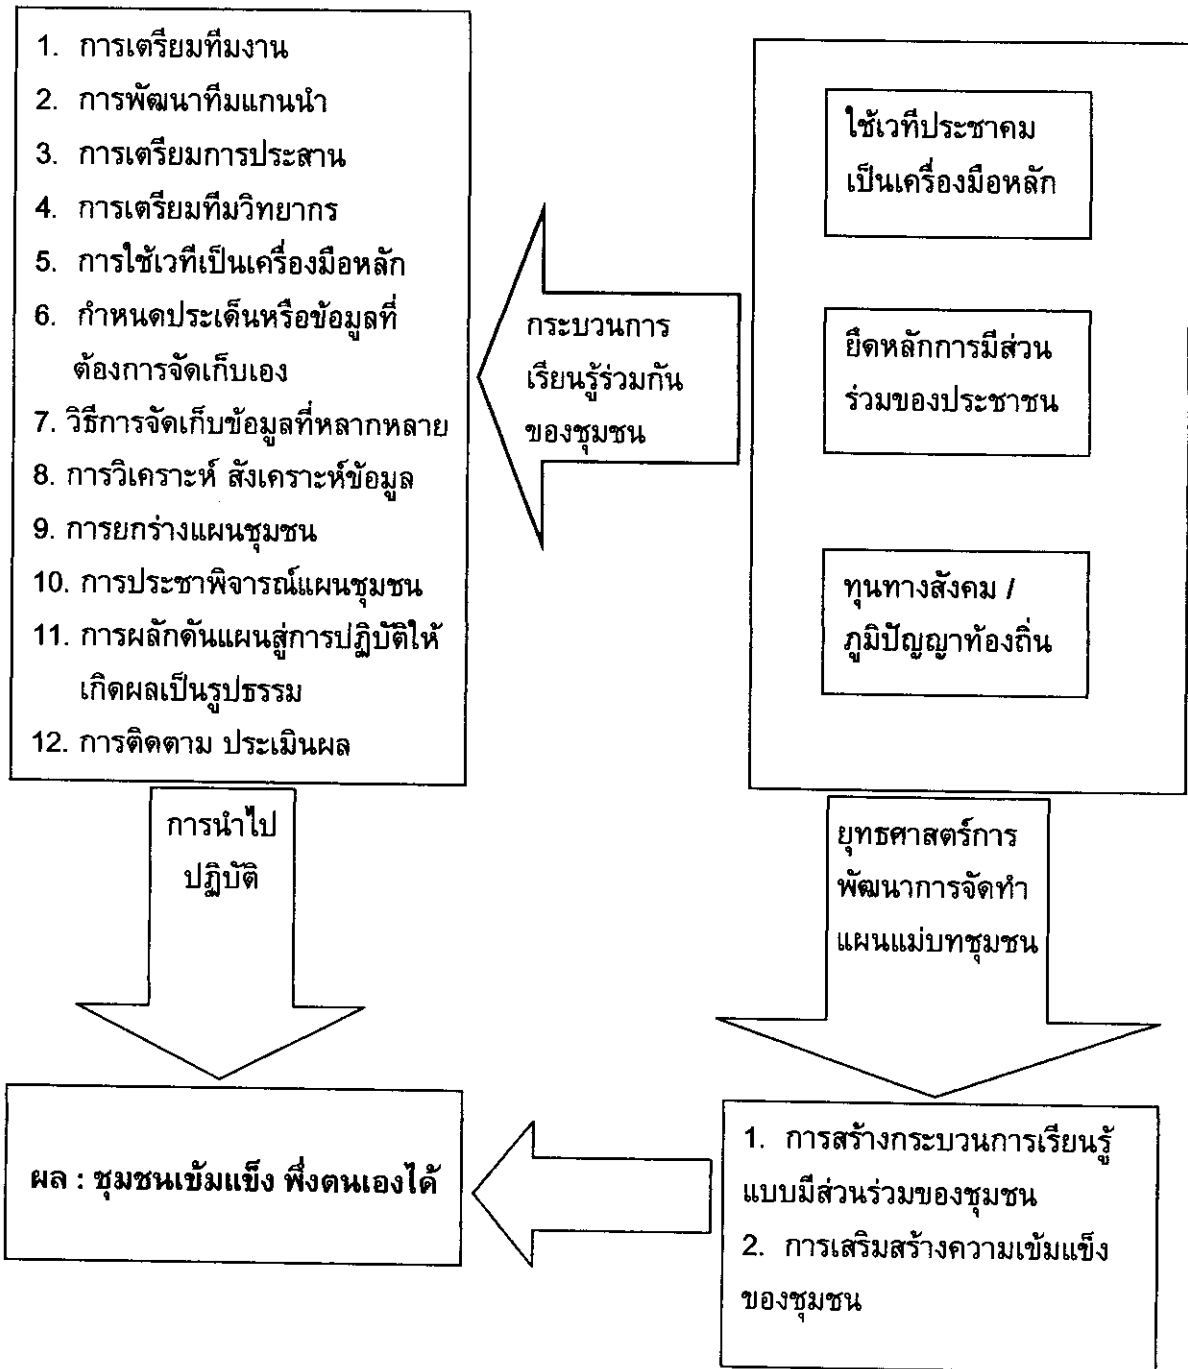 1. การเตรียมทีมงาน
2. การพัฒนาทีมแกนนำ
3. การเตรียมการประสาน
4. การเตรียมทีมวิทยากร
5. การใช้เวทีเป็นเครื่องมือหลัก
6. กำหนดประเด็นหรือข้อมูลที่
ต้องการจัดเก็บเอง
7. วิธีการจัดเก็บข้อมูลที่หลากหลาย
8. การวิเคราะห์ สังเคราะห์ข้อมูล
9. การยกร่างแผนชุมชน
10. การประชาพิจารณ์แผนชุมชน
11. การผลักดันแผนสู่การปฏิบัติให้
เกิดผลเป็นรูปธรรม
12. การติดตาม ประเมินผล
กระบวนการ
เรียนรู้ร่วมกัน
ของชุมชน
ใช้เวทีประชาคม
เป็นเครื่องมือหลัก
ยึดหลักการมีส่วน
ร่วมของประชาชน
ทุนทางสังคม /
ภูมิปัญญาท้องถิ่น
การนำไป
ปฏิบัติ
ยุทธศาสตร์การ
พัฒนาการจัดทำ
แผนแม่บทชุมชน
ผล : ชุมชนเข้มแข็ง พึ่งตนเองได้
1. การสร้างกระบวนการเรียนรู้
แบบมีส่วนร่วมของชุมชน
2. การเสริมสร้างความเข้มแข็ง
ของชุมชน